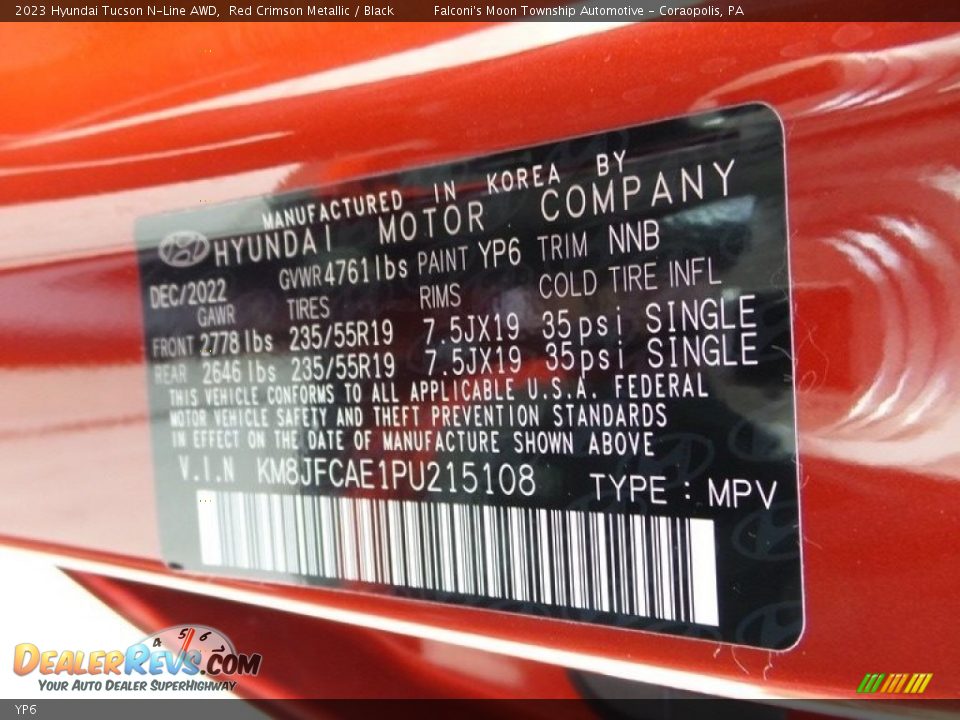 2023 Hyundai Tucson N-Line AWD, Red Crimson Metallic / Black Falconi's Moon Township Automotive - Coraopolis, PA
MANUFACTURED IN KOREA BY
HYUNDAI MOTOR COMPANY
DEC/2022 GVWR 4761 lbs PAINT YP6 TRIM NNB
GAWR TIRES RIMS COLD TIRE INFL
FRONT 2778 lbs 235/55R19 7.5JX19 35psi SINGLE
REAR 2646 lbs 235/55R19 7.5JX19 35psi SINGLE
THIS VEHICLE CONFORMS TO ALL APPLICABLE U.S.A. FEDERAL
MOTOR VEHICLE SAFETY AND THEFT PREVENTION STANDARDS
IN EFFECT ON THE DATE OF MANUFACTURE SHOWN ABOVE
V.I.N KM8JFCAE1PU215108 TYPE : MPV
4 5 6
DealerRevs.com
Your Auto Dealer SuperHighway
YP6